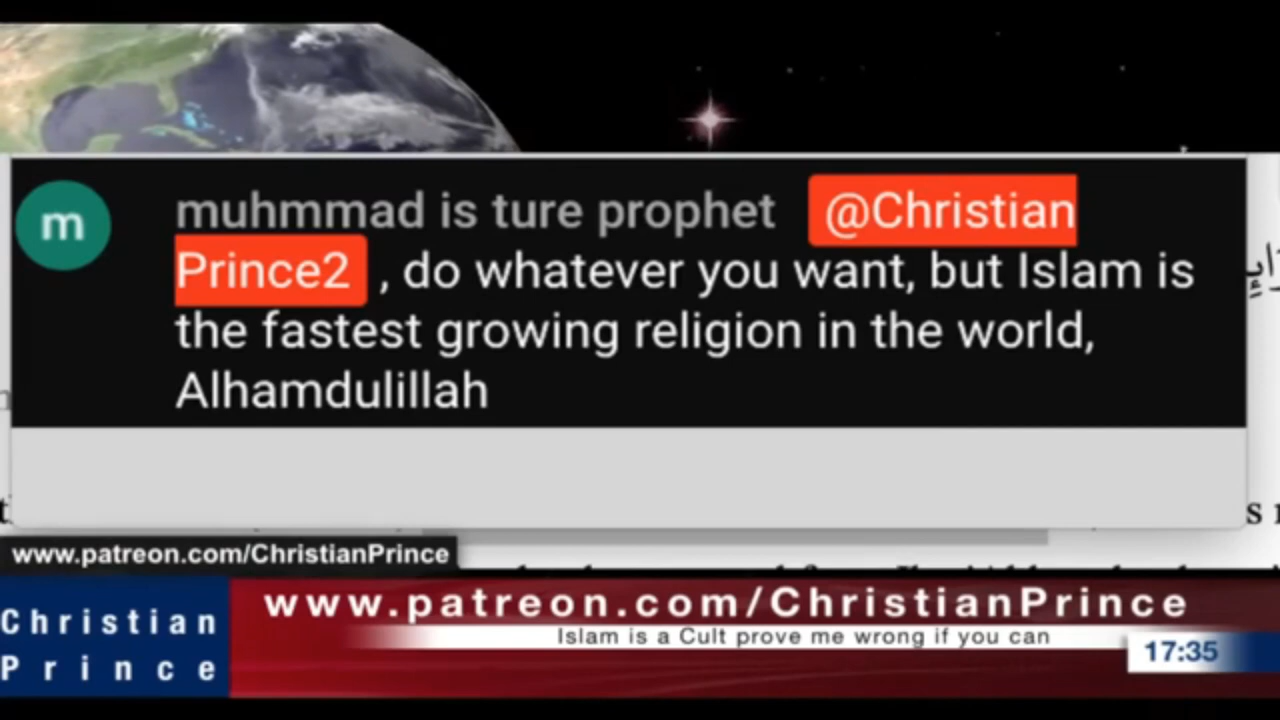 m
muhmmad is ture prophet @Christian
Prince2 , do whatever you want, but Islam is
the fastest growing religion in the world,
Alhamdulillah
www.patreon.com/ChristianPrince
Christian
Prince
www.patreon.com/ChristianPrince
Islam is a Cult prove me wrong if you can
17:35